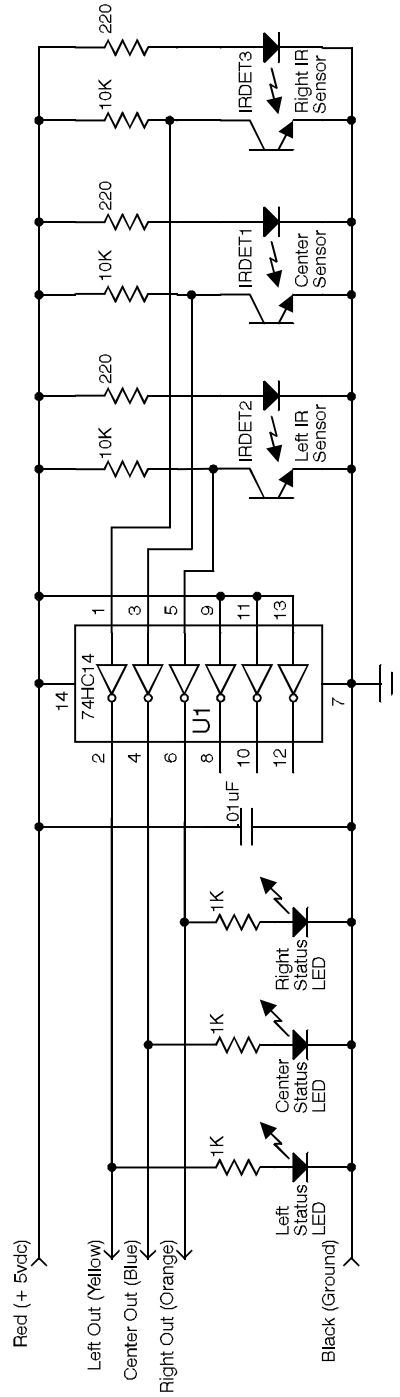 Red (+ 5vdc)
Left Out (Yellow)
Center Out (Blue)
Right Out (Orange)
Black (Ground)
1K
Left
Status
LED
1K
Center
Status
LED
1K
Right
Status
LED
.01uF
14
74HC14
U1
7
2
4
6
8
10
12
1
3
5
9
11
13
10K
220
IRDET2
Left IR
Sensor
10K
220
IRDET1
Center
Sensor
10K
220
IRDET3
Right IR
Sensor